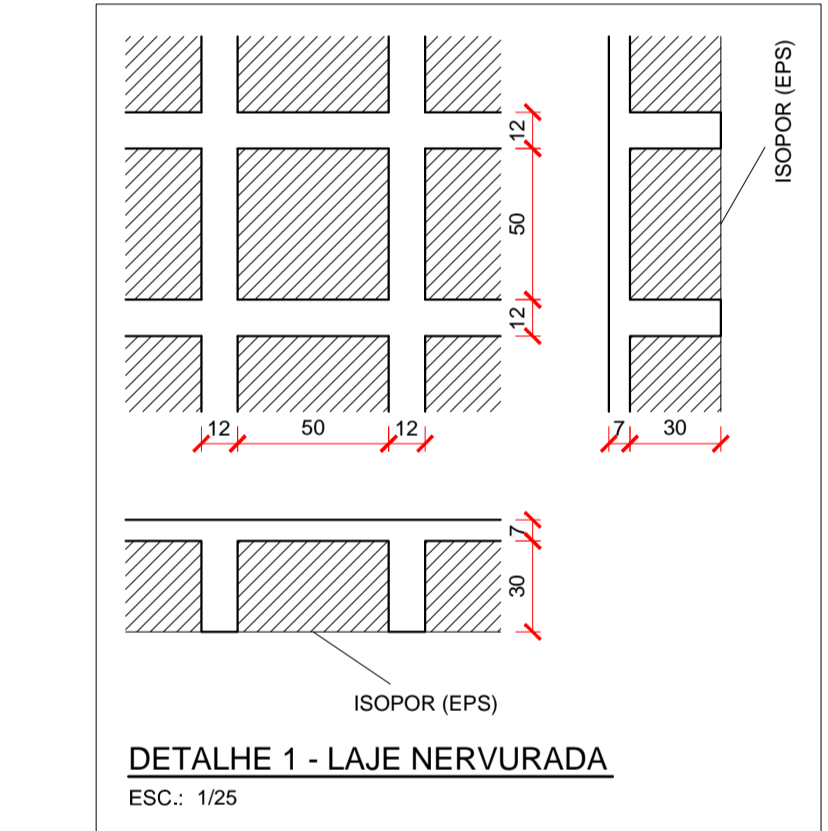 ISOPOR (EPS)
12
50
12
12
50
12
7
30
7
30
ISOPOR (EPS)
DETALHE 1 - LAJE NERVURADA
ESC.: 1/25